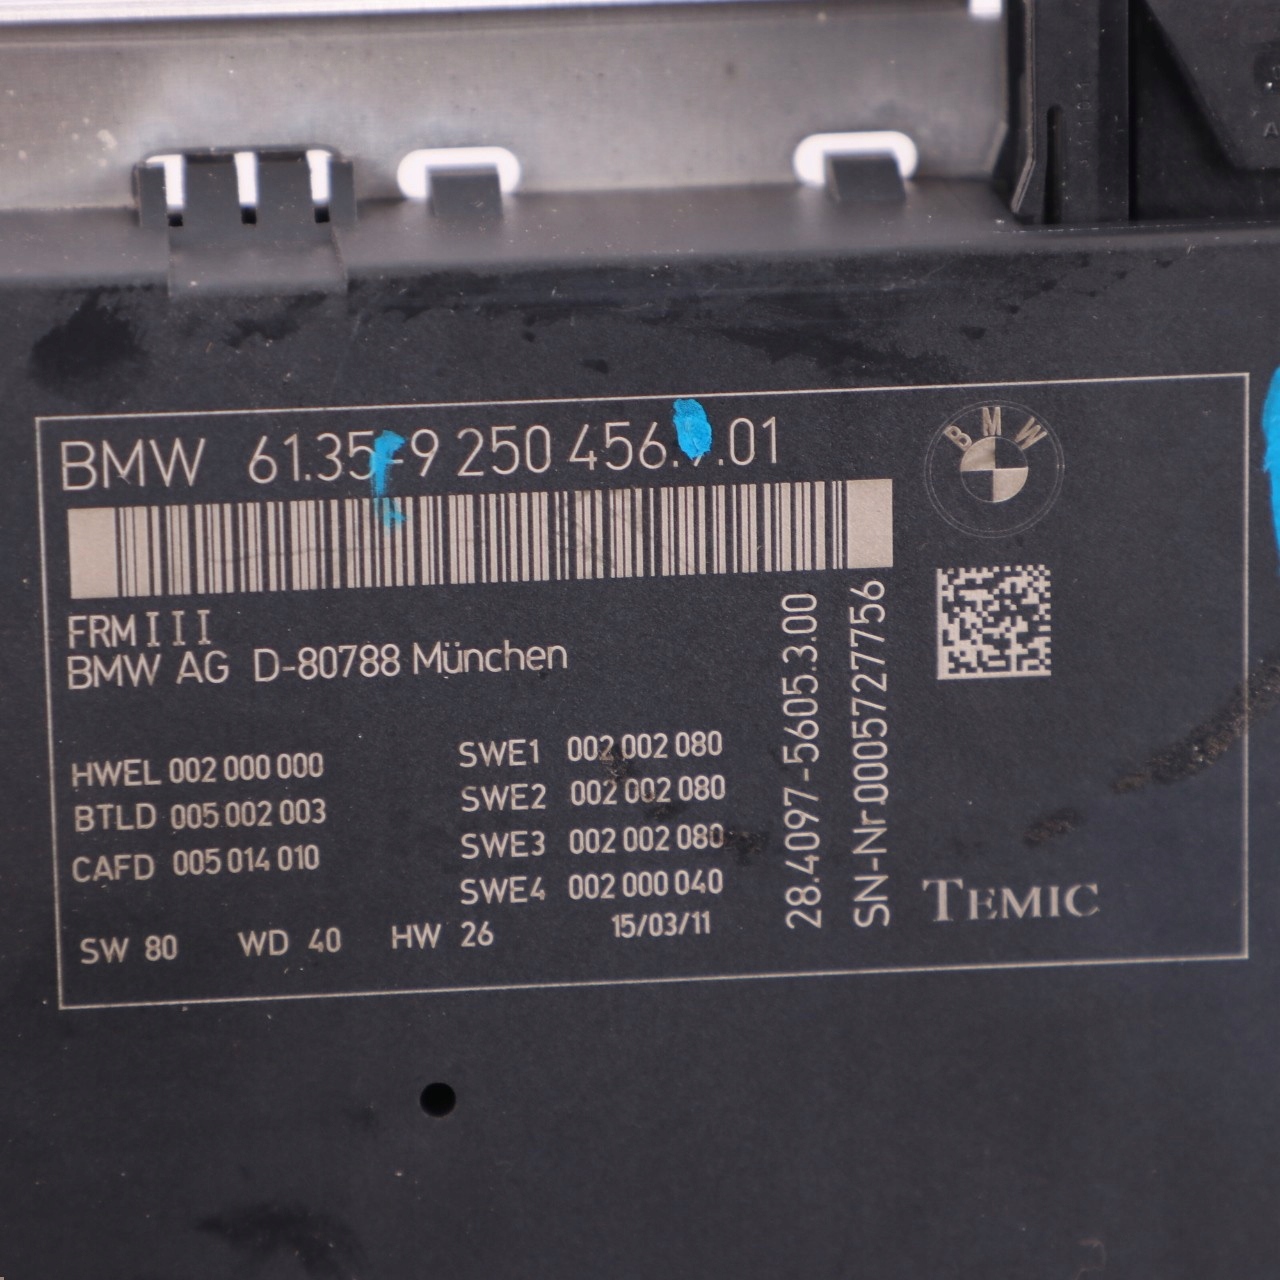 BMW 61.35-9 250 456. .01
BMW
FRM III
BMW AG D-80788 München
HWEL 002 000 000
BTLD 005 002 003
CAFD 005 014 010
SWE1 002 002 080
SWE2 002 002 080
SWE3 002 002 080
SWE4 002 000 040
SW 80 WD 40 HW 26 15/03/11
28.4097-5605.3.00
SN-Nr.0005727756
TEMIC